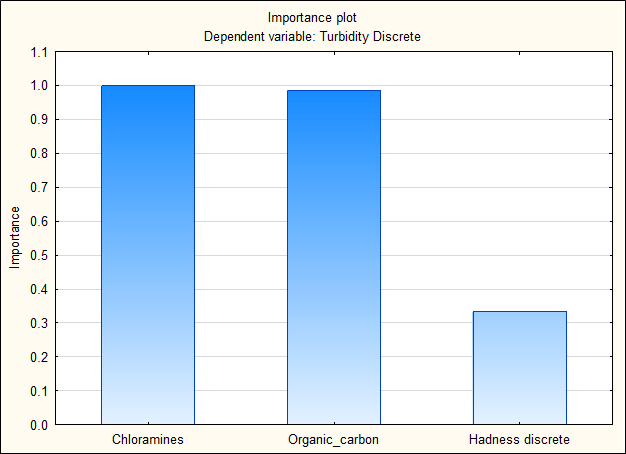 Importance plot
Dependent variable: Turbidity Discrete
1.1
1.0
0.9
0.8
0.7
0.6
0.5
0.4
0.3
0.2
0.1
0.0
Importance
Chloramines
Organic_carbon
Hadness discrete